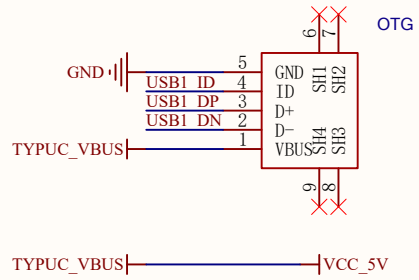 OTG
6
7
SH1
SH2
GND
5
GND
USB1_ID
4
ID
USB1_DP
3
D+
USB1_DN
2
D-
TYPUC_VBUS
1
VBUS
SH4
SH3
9
8
TYPUC_VBUS
VCC_5V